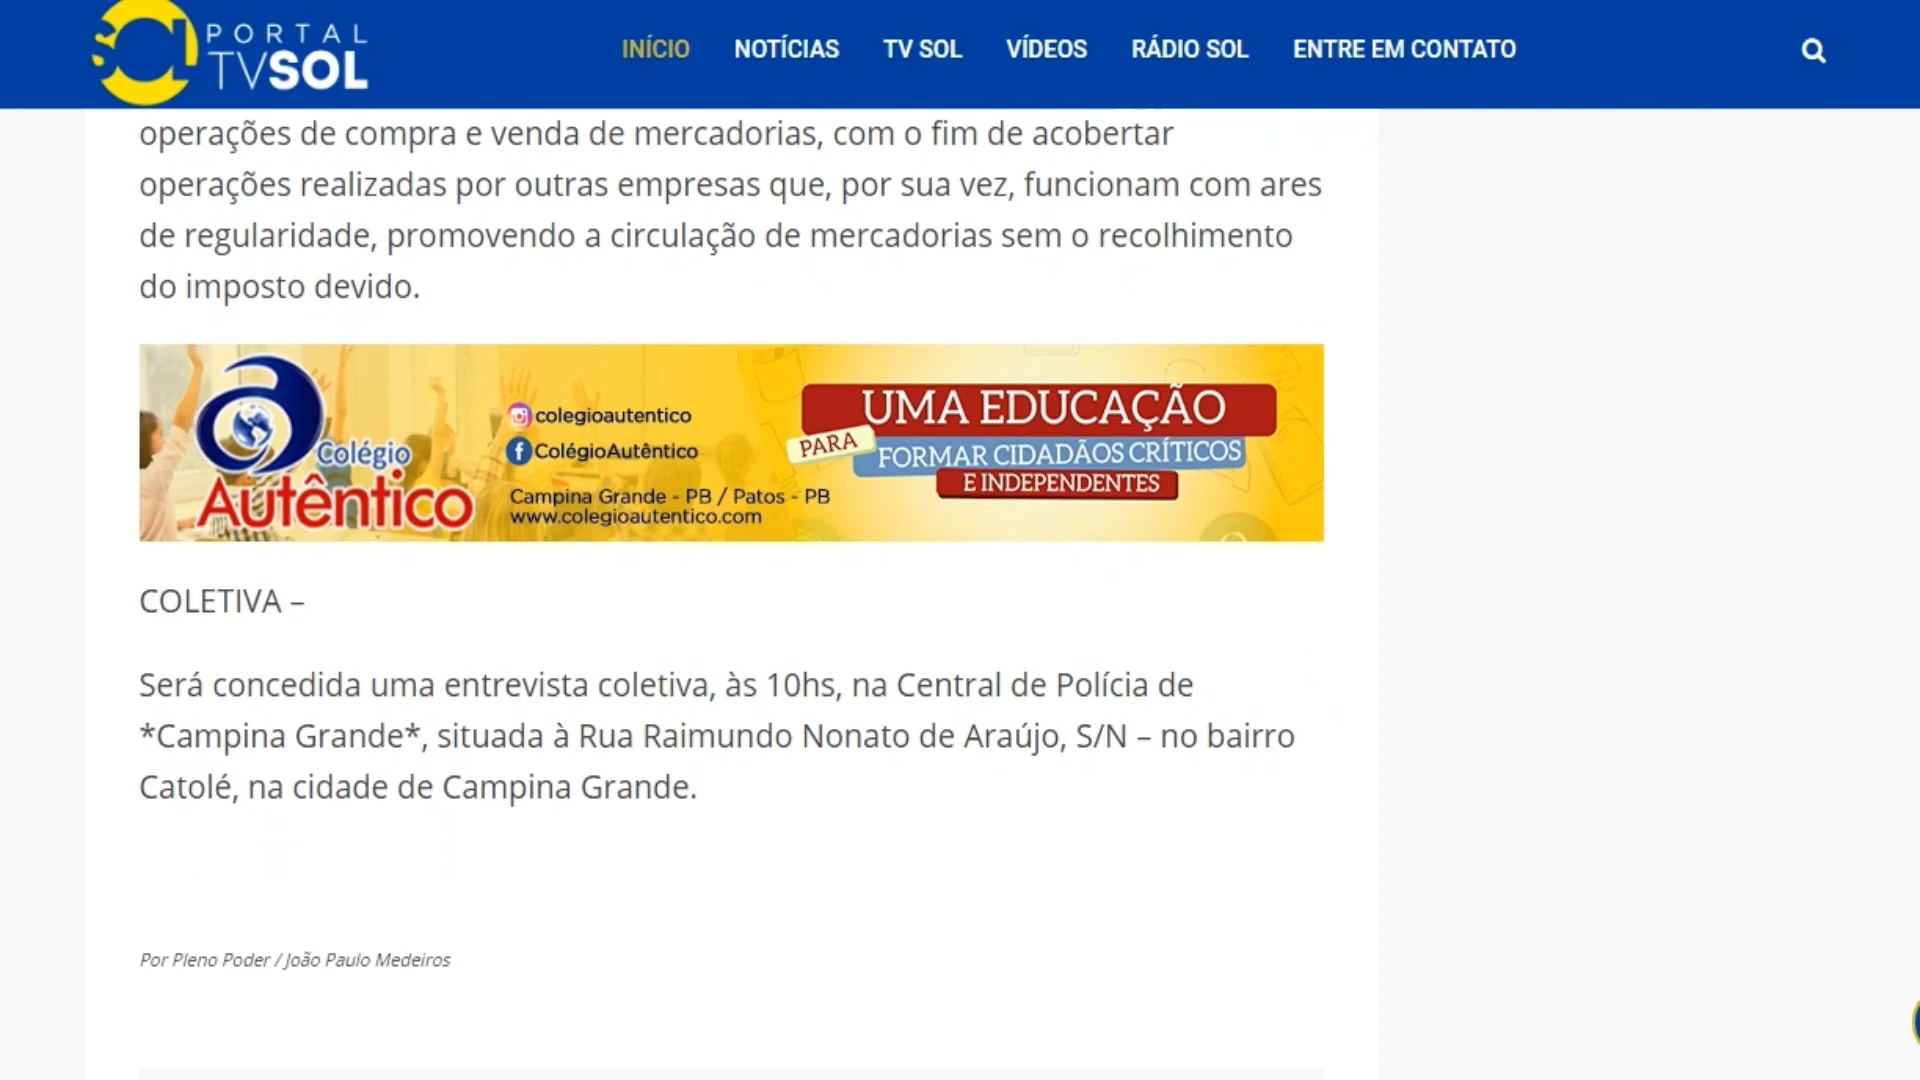 PORTAL
TVSOL
INÍCIO NOTÍCIAS TV SOL VÍDEOS RÁDIO SOL ENTRE EM CONTATO
operações de compra e venda de mercadorias, com o fim de acobertar
operações realizadas por outras empresas que, por sua vez, funcionam com ares
de regularidade, promovendo a circulação de mercadorias sem o recolhimento
do imposto devido.
Colégio
Autêntico
colegioautentico
ColégioAutêntico
Campina Grande - PB / Patos - PB
www.colegioautentico.com
UMA EDUCAÇÃO
PARA
FORMAR CIDADÃOS CRÍTICOS
E INDEPENDENTES
COLETIVA –
Será concedida uma entrevista coletiva, às 10hs, na Central de Polícia de
*Campina Grande*, situada à Rua Raimundo Nonato de Araújo, S/N – no bairro
Catolé, na cidade de Campina Grande.
Por Pleno Poder / João Paulo Medeiros